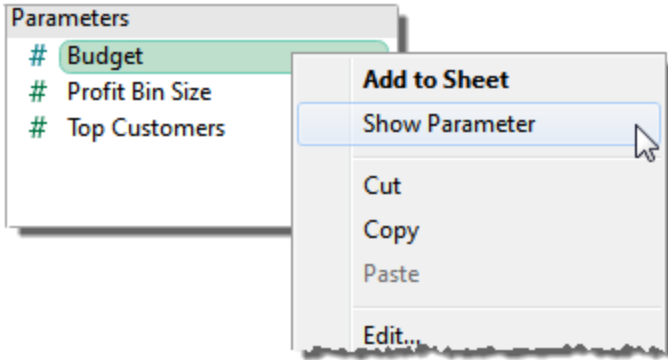 Parameters
# Budget
# Profit Bin Size
# Top Customers
Add to Sheet
Show Parameter
Cut
Copy
Paste
Edit...